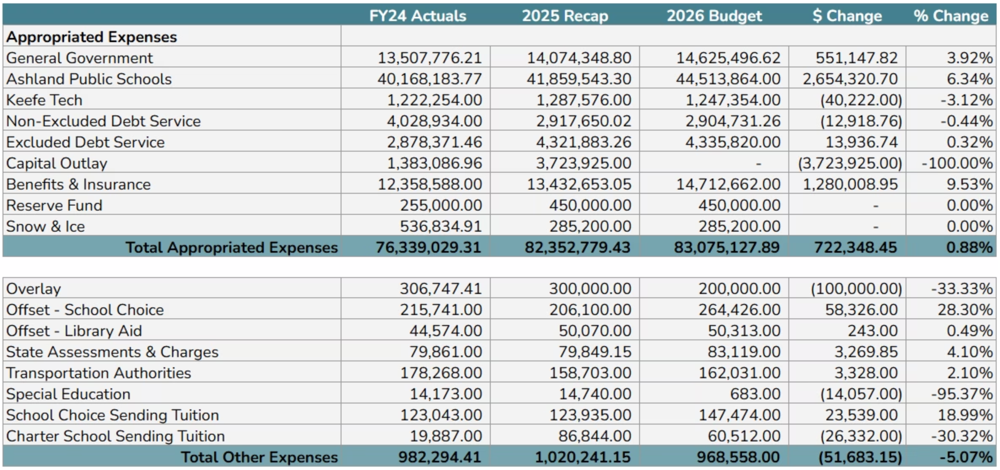 FY24 Actuals 2025 Recap 2026 Budget $ Change % Change
Appropriated Expenses
General Government 13,507,776.21 14,074,348.80 14,625,496.62 551,147.82 3.92%
Ashland Public Schools 40,168,183.77 41,859,543.30 44,513,864.00 2,654,320.70 6.34%
Keefe Tech 1,222,254.00 1,287,576.00 1,247,354.00 (40,222.00) -3.12%
Non-Excluded Debt Service 4,028,934.00 2,917,650.02 2,904,731.26 (12,918.76) -0.44%
Excluded Debt Service 2,878,371.46 4,321,883.26 4,335,820.00 13,936.74 0.32%
Capital Outlay 1,383,086.96 3,723,925.00 - (3,723,925.00) -100.00%
Benefits & Insurance 12,358,588.00 13,432,653.05 14,712,662.00 1,280,008.95 9.53%
Reserve Fund 255,000.00 450,000.00 450,000.00 - 0.00%
Snow & Ice 536,834.91 285,200.00 285,200.00 - 0.00%
Total Appropriated Expenses 76,339,029.31 82,352,779.43 83,075,127.89 722,348.45 0.88%
Overlay 306,747.41 300,000.00 200,000.00 (100,000.00) -33.33%
Offset - School Choice 215,741.00 206,100.00 264,426.00 58,326.00 28.30%
Offset - Library Aid 44,574.00 50,070.00 50,313.00 243.00 0.49%
State Assessments & Charges 79,861.00 79,849.15 83,119.00 3,269.85 4.10%
Transportation Authorities 178,268.00 158,703.00 162,031.00 3,328.00 2.10%
Special Education 14,173.00 14,740.00 683.00 (14,057.00) -95.37%
School Choice Sending Tuition 123,043.00 123,935.00 147,474.00 23,539.00 18.99%
Charter School Sending Tuition 19,887.00 86,844.00 60,512.00 (26,332.00) -30.32%
Total Other Expenses 982,294.41 1,020,241.15 968,558.00 (51,683.15) -5.07%